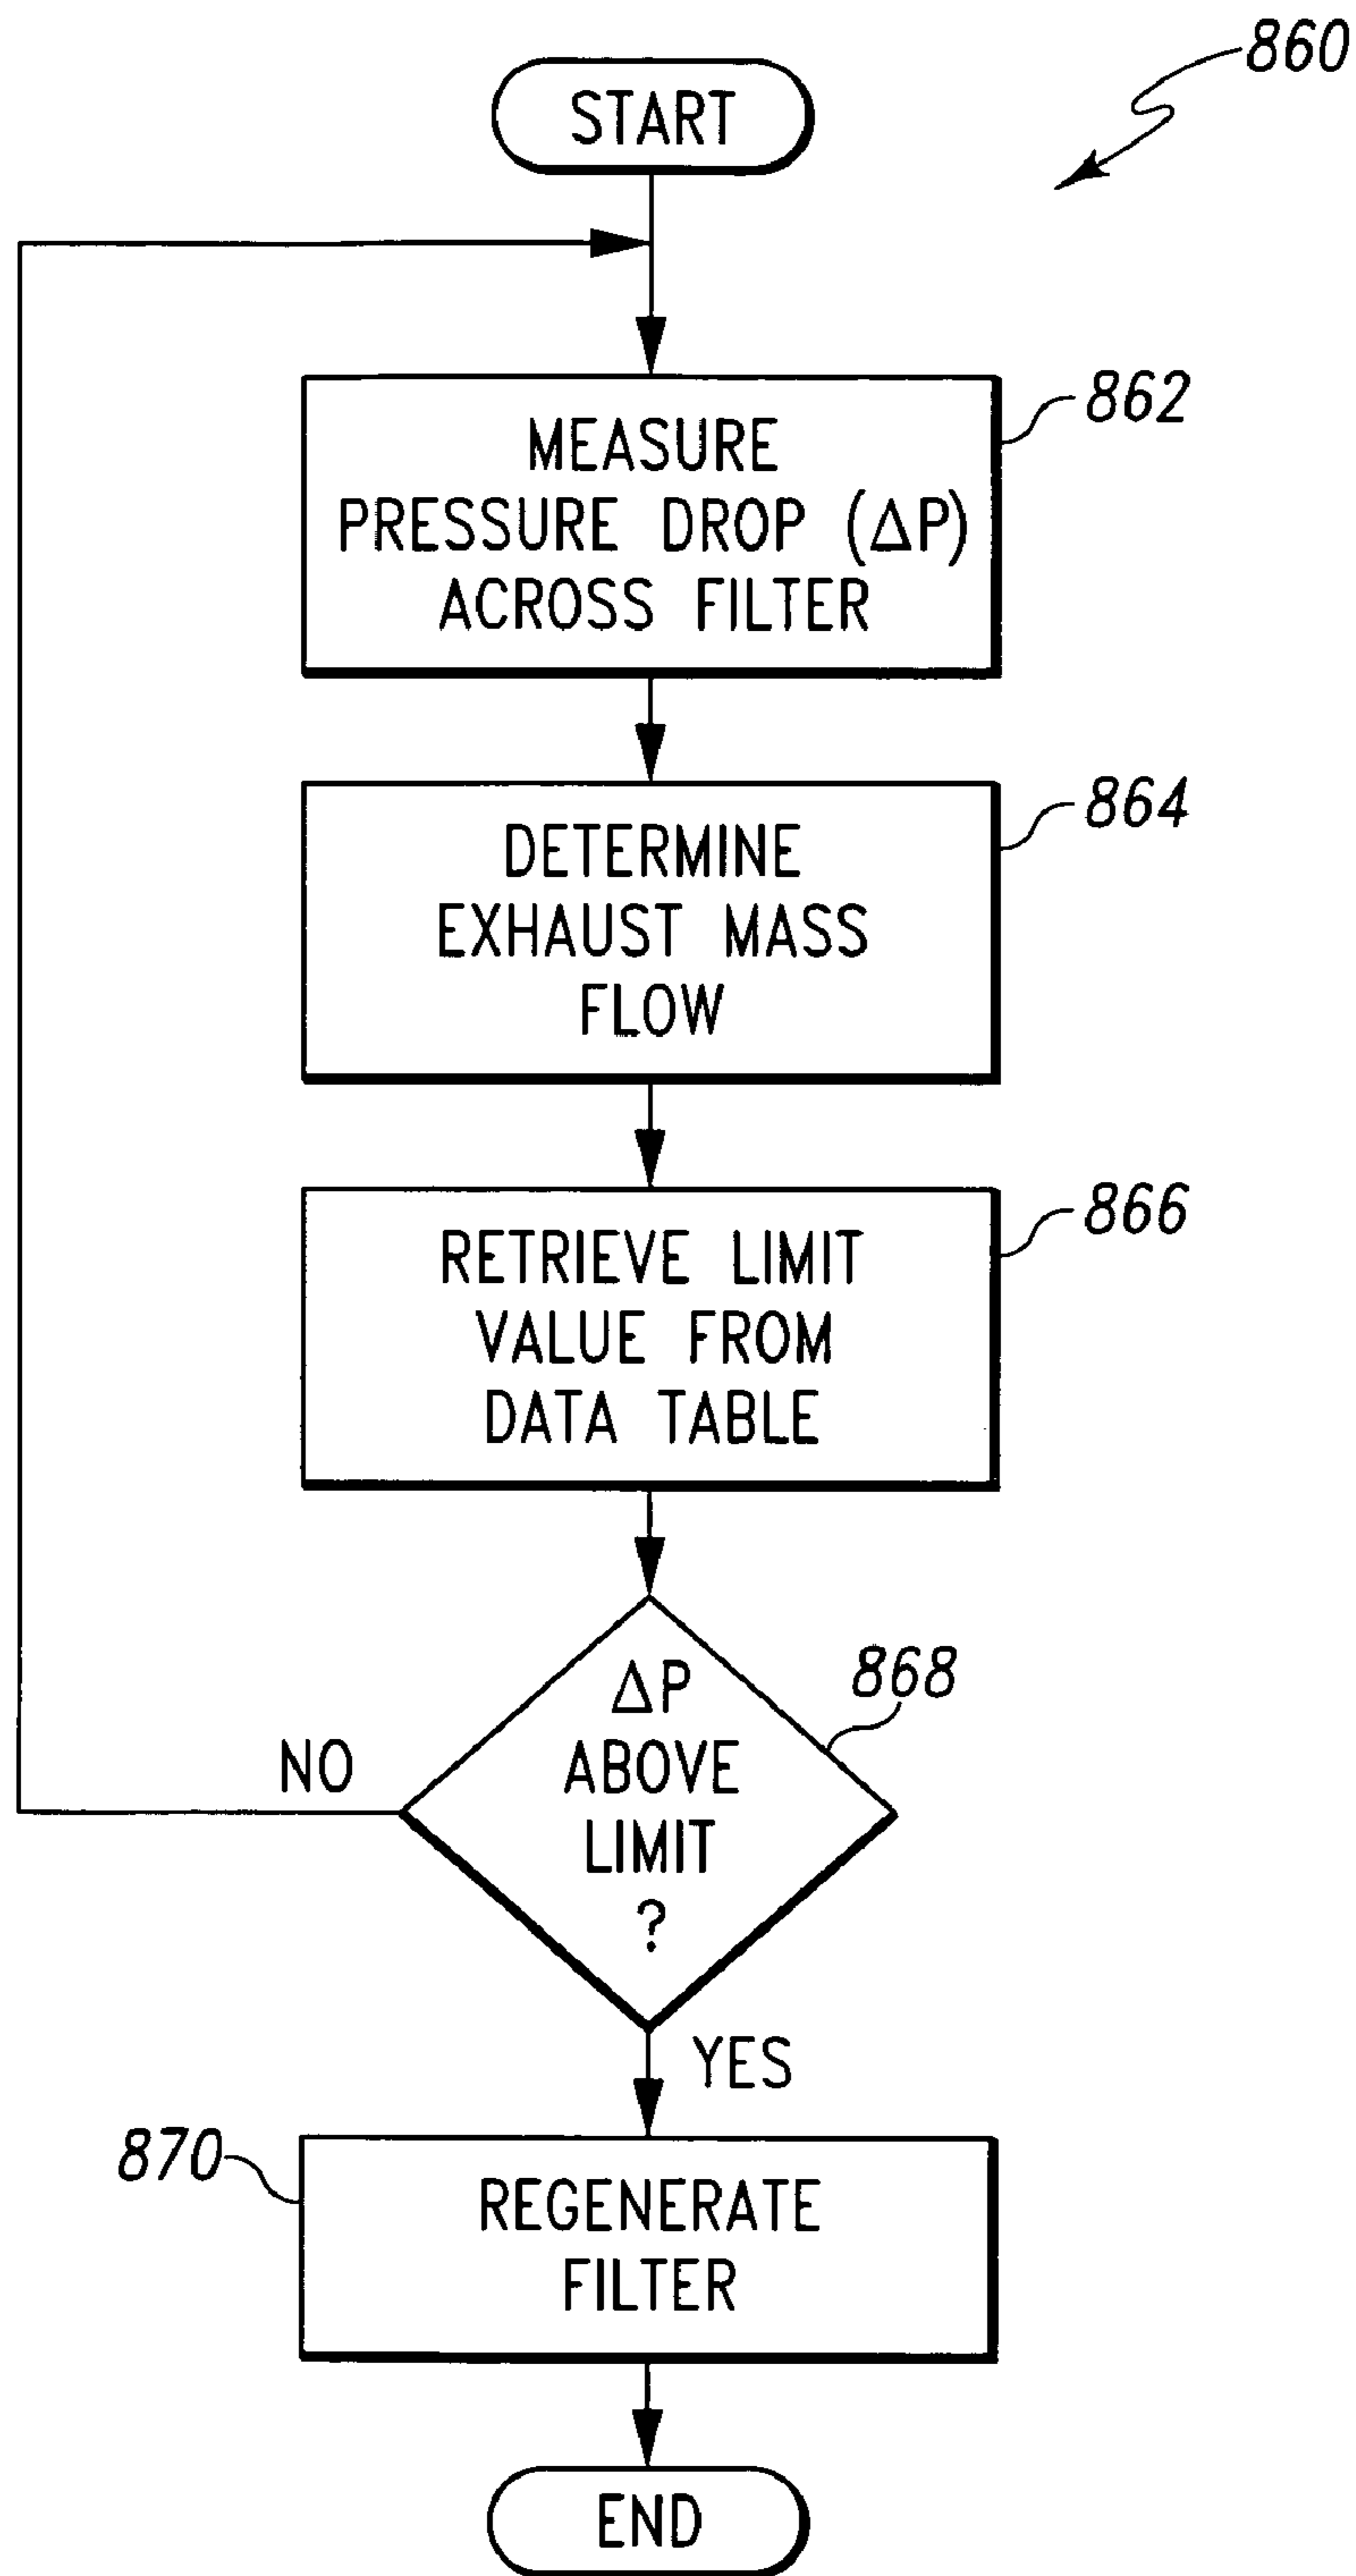 860
START
862
MEASURE
PRESSURE DROP (ΔP)
ACROSS FILTER
864
DETERMINE
EXHAUST MASS
FLOW
866
RETRIEVE LIMIT
VALUE FROM
DATA TABLE
868
ΔP
ABOVE
LIMIT
?
NO
YES
870
REGENERATE
FILTER
END